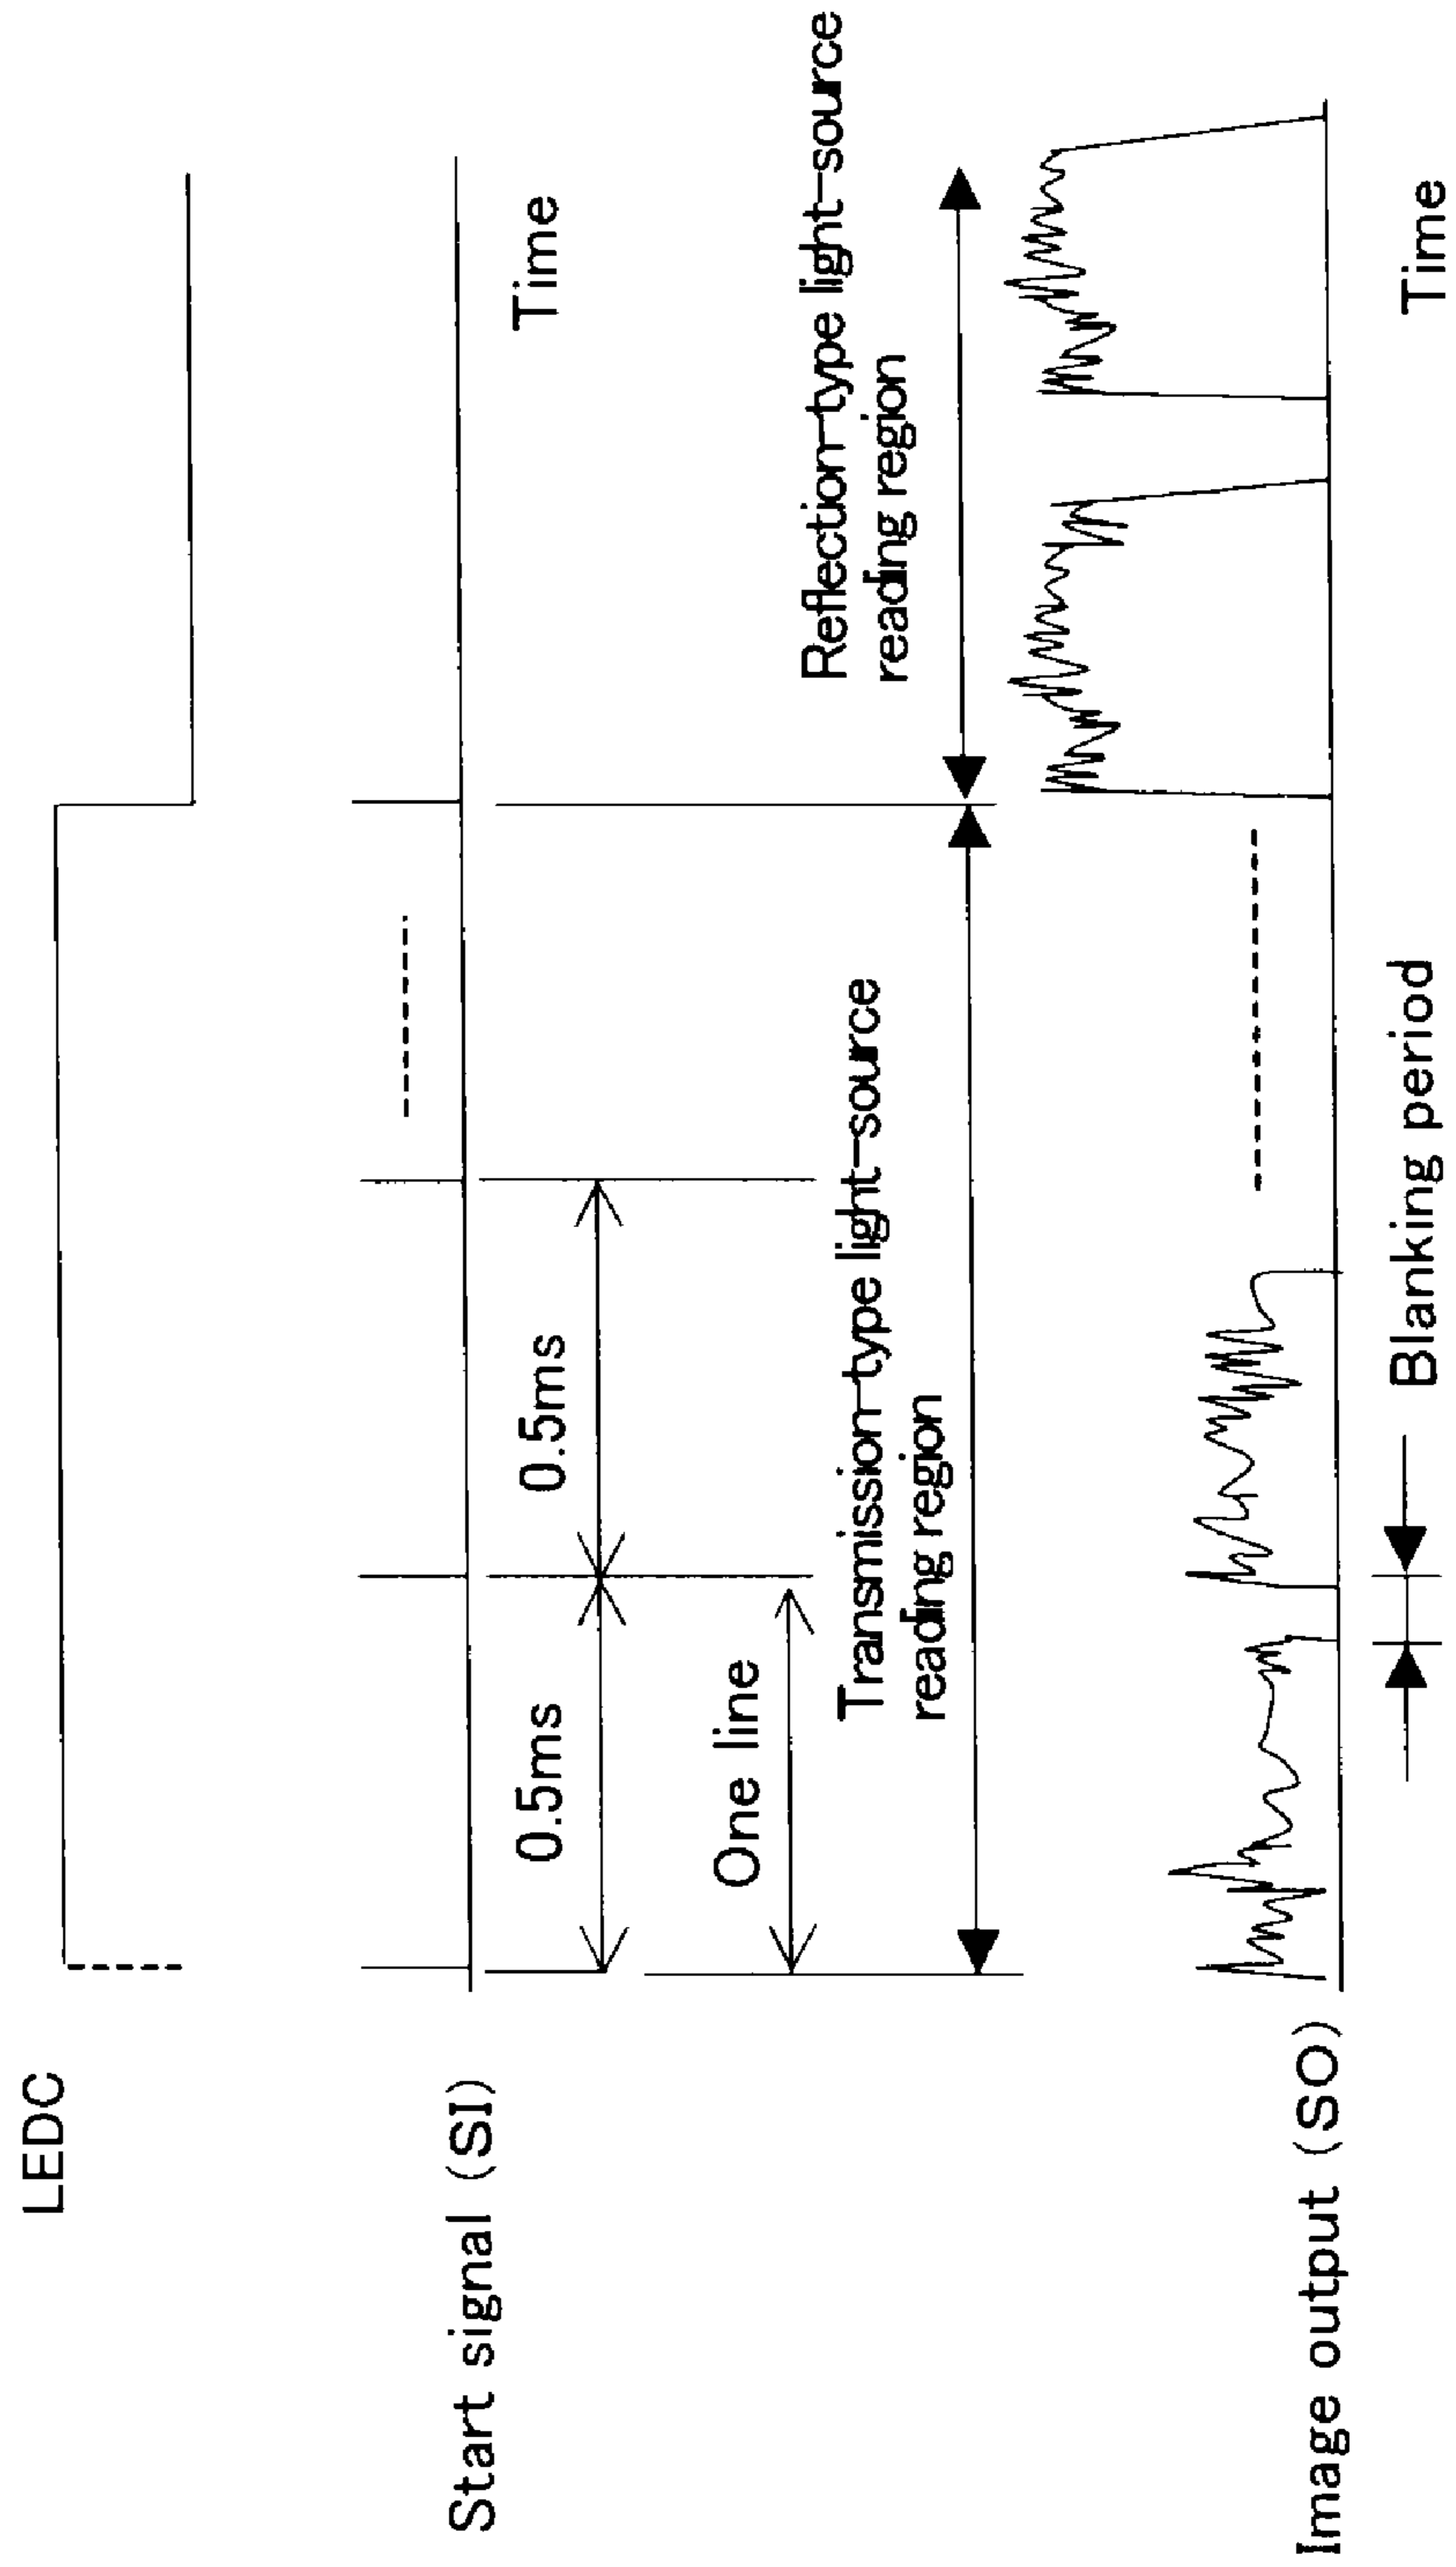 LEDC
Start signal (SI)
Time
0.5ms
0.5ms
One line
Transmission-type light-source
reading region
Reflection-type light-source
reading region
Image output (SO)
Time
Blanking period